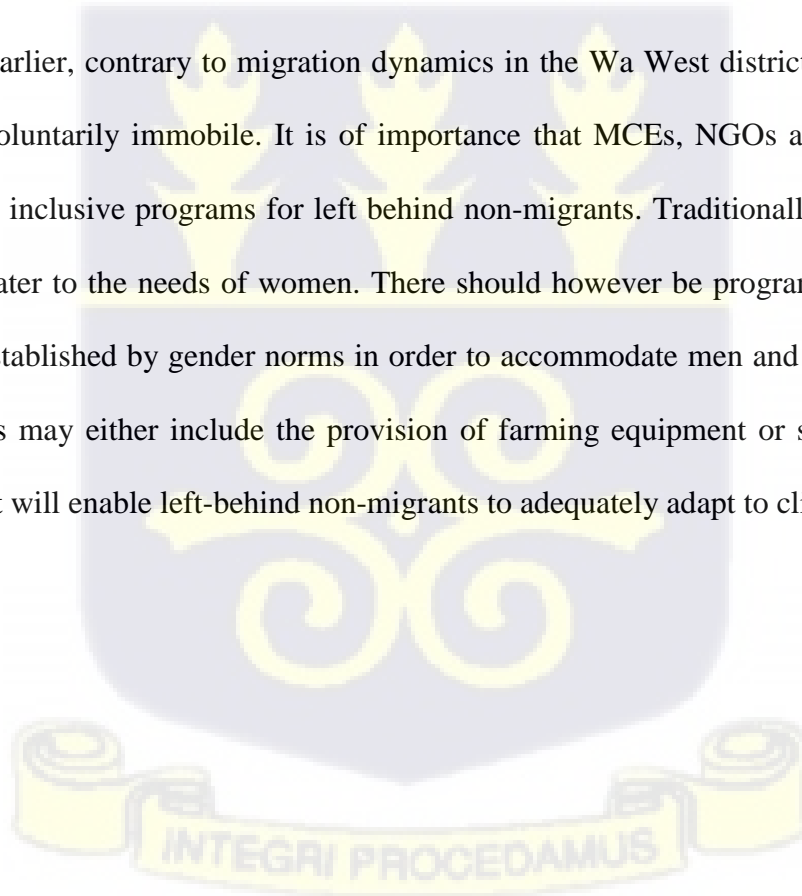 arlier, contrary to migration dynamics in the Wa West distric
oluntarily immobile. It is of importance that MCEs, NGOs a
inclusive programs for left behind non-migrants. Traditionall
ater to the needs of women. There should however be progra
stablished by gender norms in order to accommodate men and
s may either include the provision of farming equipment or s
t will enable left-behind non-migrants to adequately adapt to cl
INTEGRI PROCEDAMUS